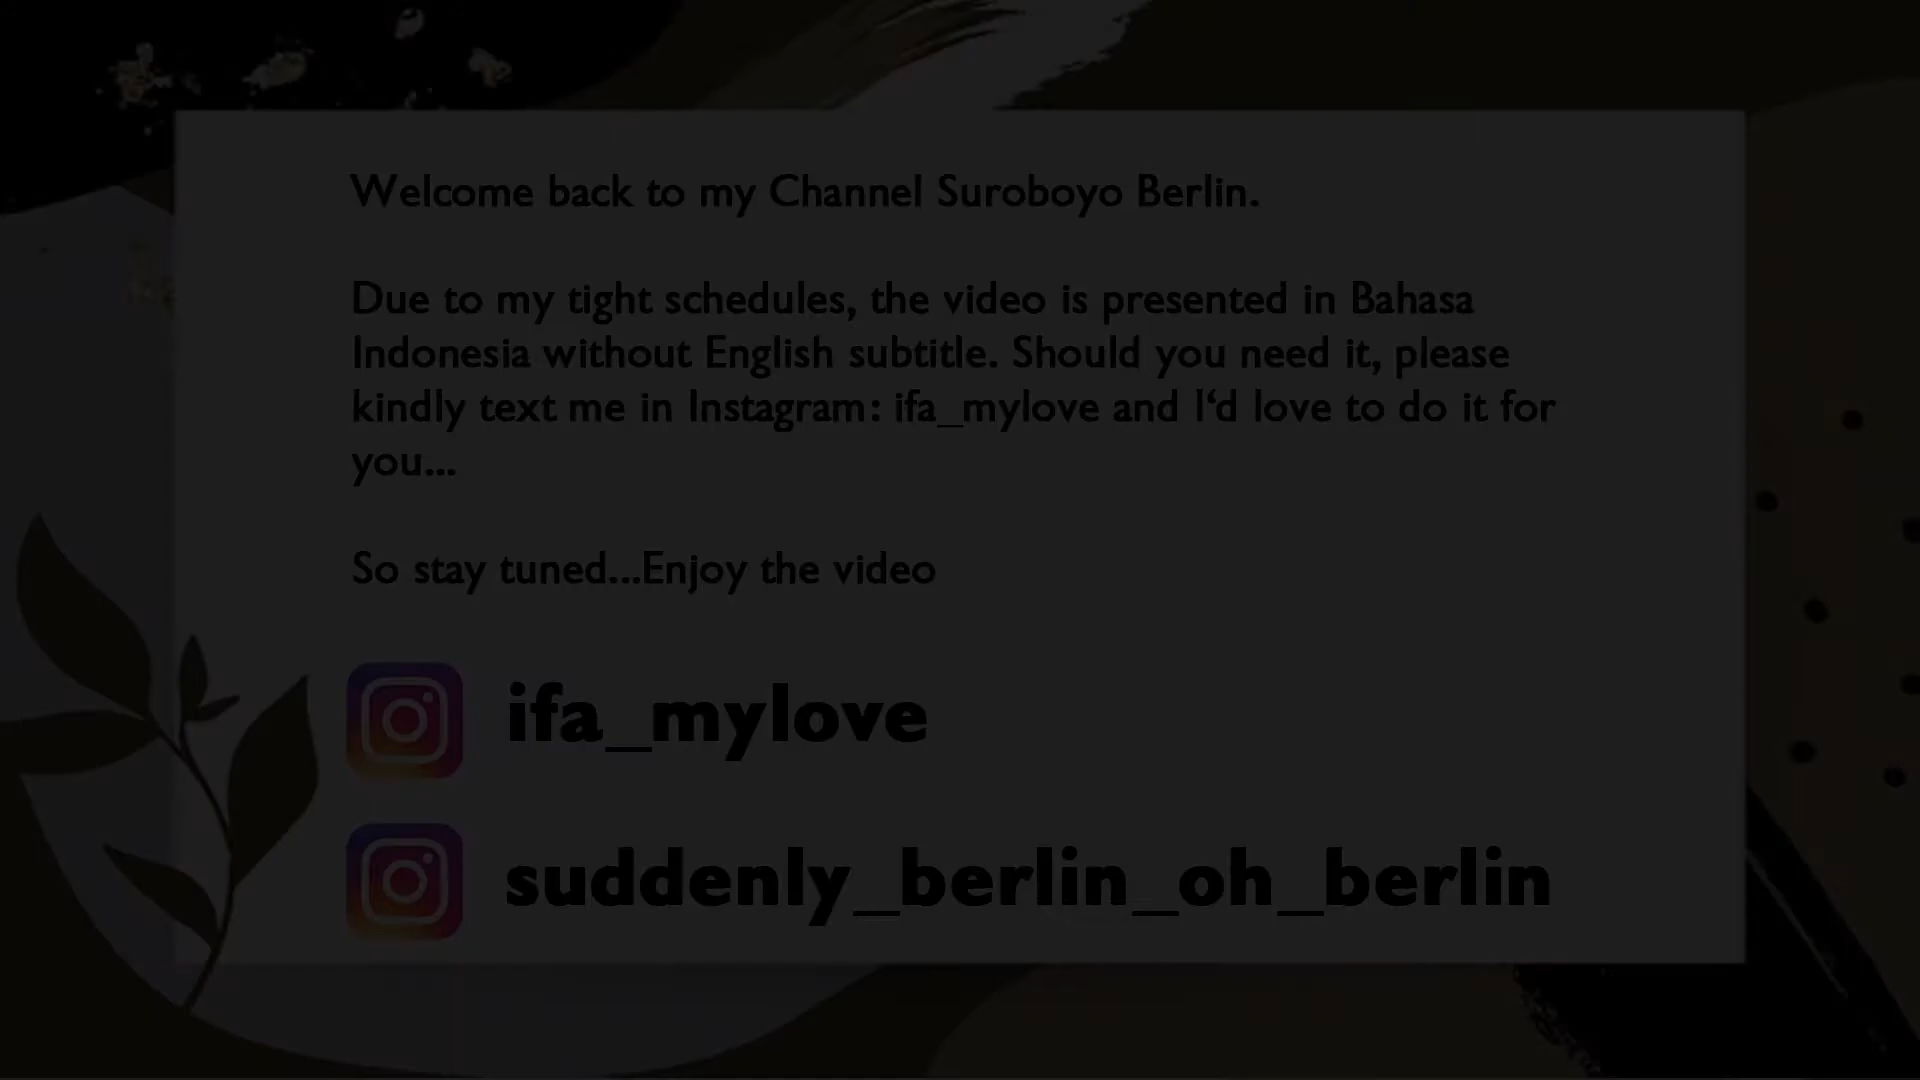 Welcome back to my Channel Suroboyo Berlin.
Due to my tight schedules, the video is presented in Bahasa
Indonesia without English subtitle. Should you need it, please
kindly text me in Instagram: ifa_mylove and I‘d love to do it for
you...
So stay tuned...Enjoy the video
ifa_mylove
suddenly_berlin_oh_berlin